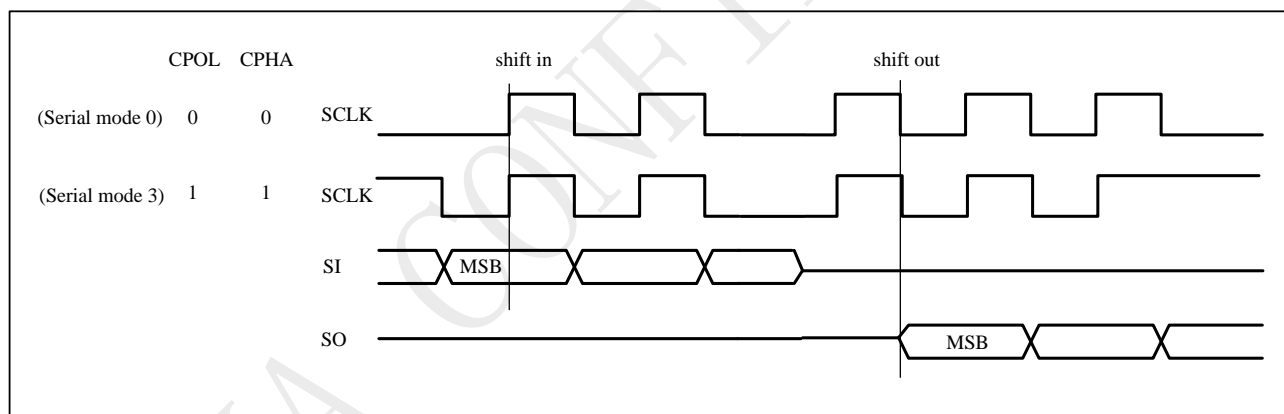 CPOL CPHA shift in shift out
(Serial mode 0) 0 0 SCLK
(Serial mode 3) 1 1 SCLK
SI MSB
SO MSB